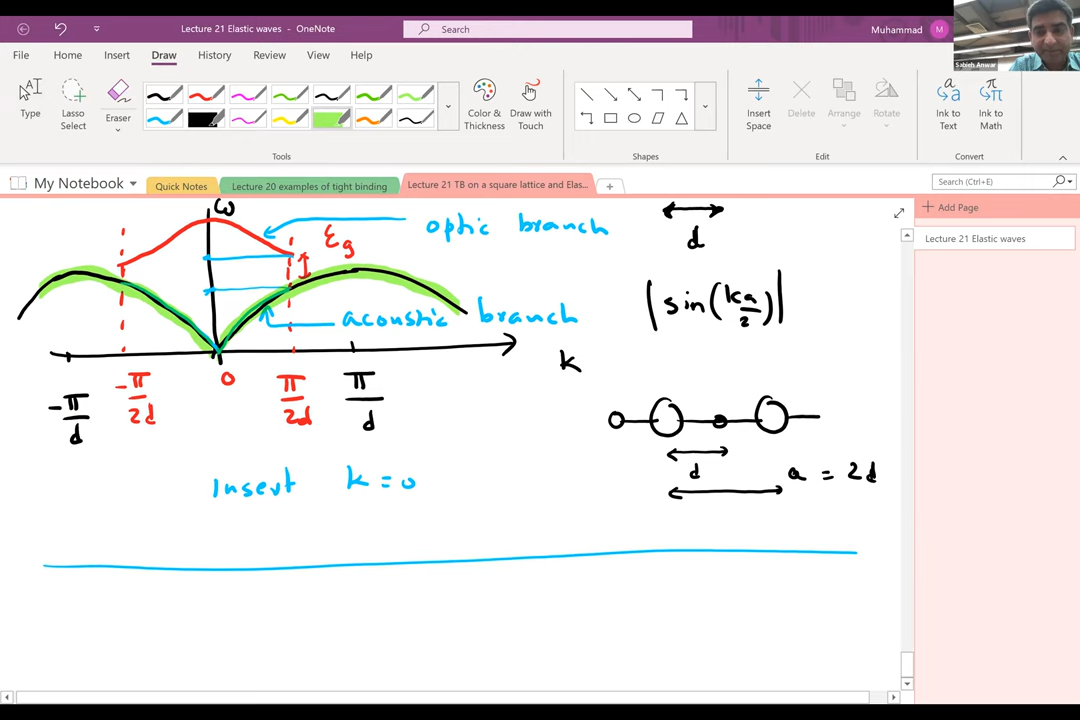 Lecture 21 Elastic waves - OneNote
Search
Muhammad
M
Sabieh Anwar
File Home Insert Draw History Review View Help
Type
Lasso Select
Eraser
Color & Thickness
Draw with Touch
Insert Space
Delete
Arrange
Rotate
Ink to Text
Ink to Math
Tools
Shapes
Edit
Convert
My Notebook
Quick Notes
Lecture 20 examples of tight binding
Lecture 21 TB on a square lattice and Elas...
Search (Ctrl+E)
Add Page
Lecture 21 Elastic waves
ω
optic branch
d
εg
|sin(ka/2)|
acoustic branch
k
-π/d
-π/2d
0
π/2d
π/d
d
a = 2d
Insert k = 0